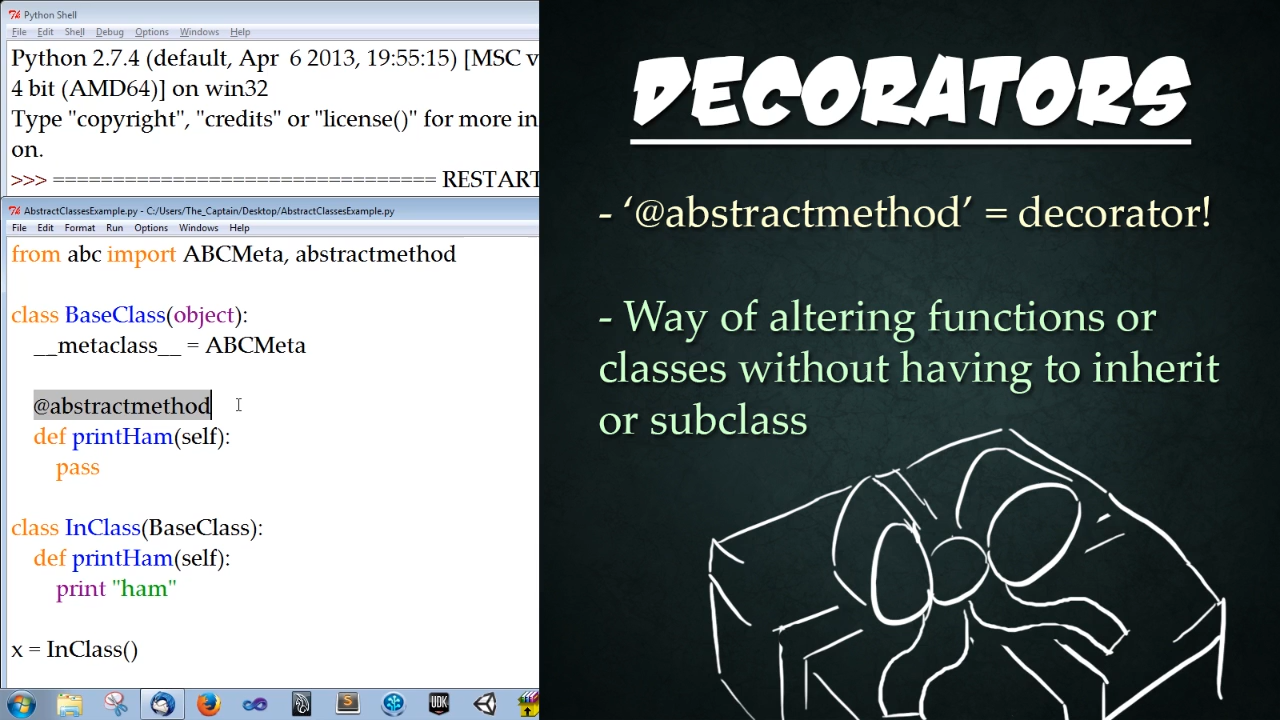 Python Shell
File Edit Shell Debug Options Windows Help
Python 2.7.4 (default, Apr  6 2013, 19:55:15) [MSC v
4 bit (AMD64)] on win32
Type "copyright", "credits" or "license()" for more in
on.
>>> ================================ RESTART
AbstractClassesExample.py - C:/Users/The_Captain/Desktop/AbstractClassesExample.py
File Edit Format Run Options Windows Help
from abc import ABCMeta, abstractmethod
class BaseClass(object):
__metaclass__ = ABCMeta
@abstractmethod
def printHam(self):
pass
class InClass(BaseClass):
def printHam(self):
print "ham"
x = InClass()
UDK
DECORATORS
- ‘@abstractmethod’ = decorator!
- Way of altering functions or
classes without having to inherit
or subclass